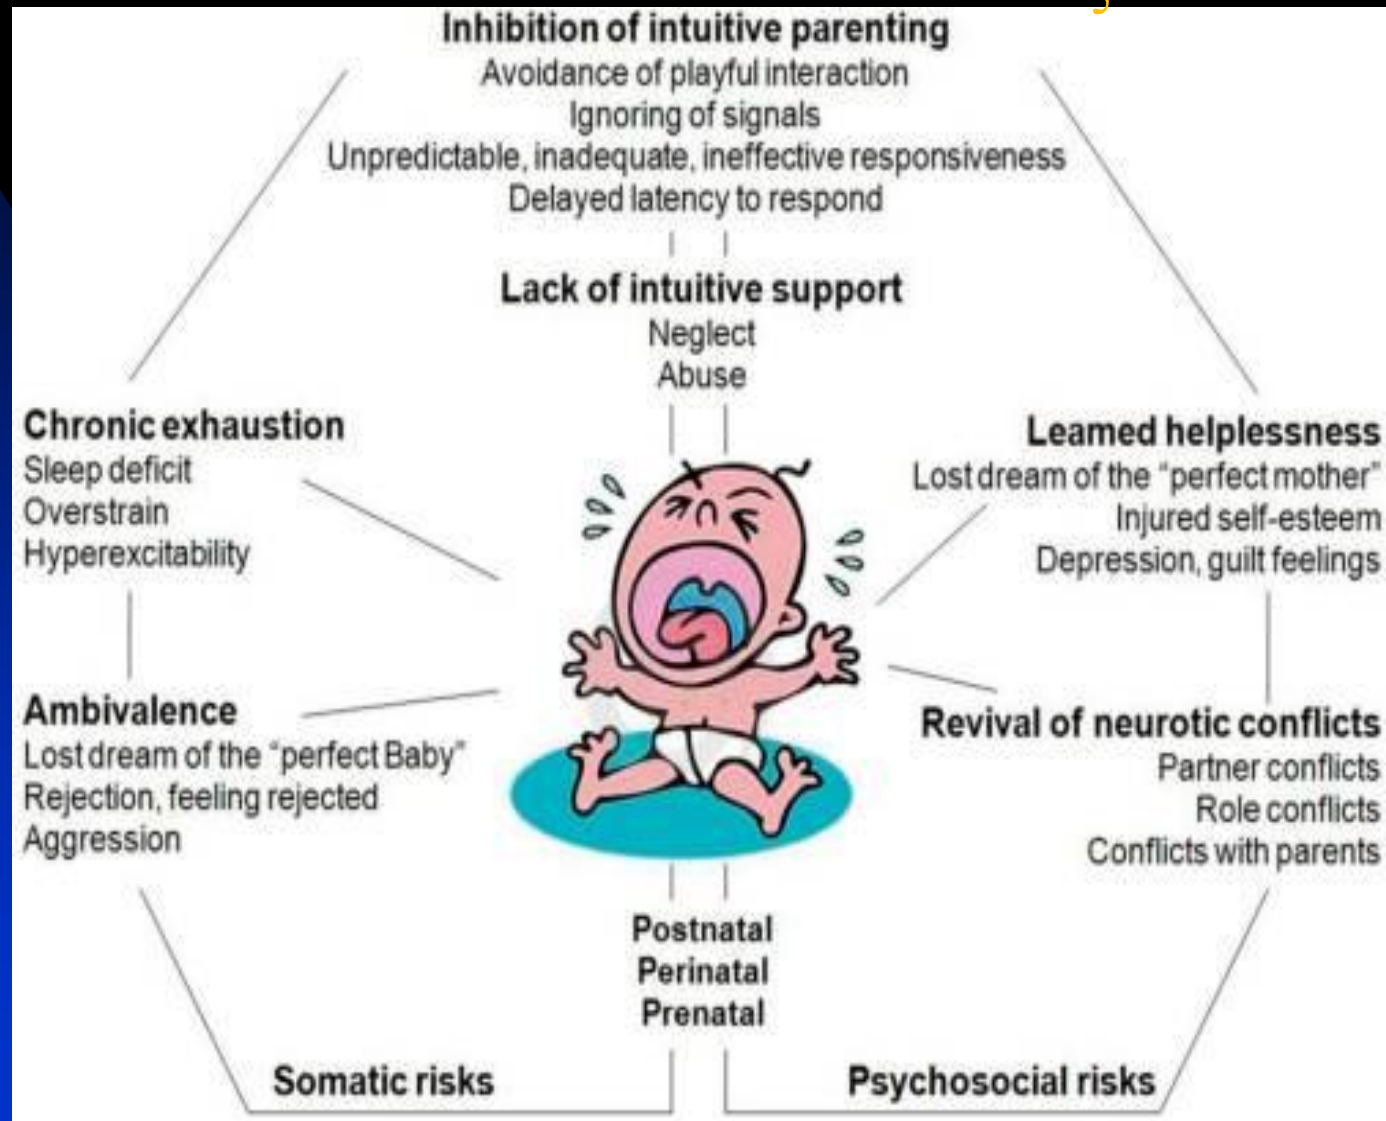 Inhibition of intuitive parenting
Avoidance of playful interaction
Ignoring of signals
Unpredictable, inadequate, ineffective responsiveness
Delayed latency to respond
Lack of intuitive support
Neglect
Abuse
Chronic exhaustion
Sleep deficit
Overstrain
Hyperexcitability
Leamed helplessness
Lost dream of the “perfect mother”
Injured self-esteem
Depression, guilt feelings
Ambivalence
Lost dream of the “perfect Baby”
Rejection, feeling rejected
Aggression
Revival of neurotic conflicts
Partner conflicts
Role conflicts
Conflicts with parents
Postnatal
Perinatal
Prenatal
Somatic risks
Psychosocial risks